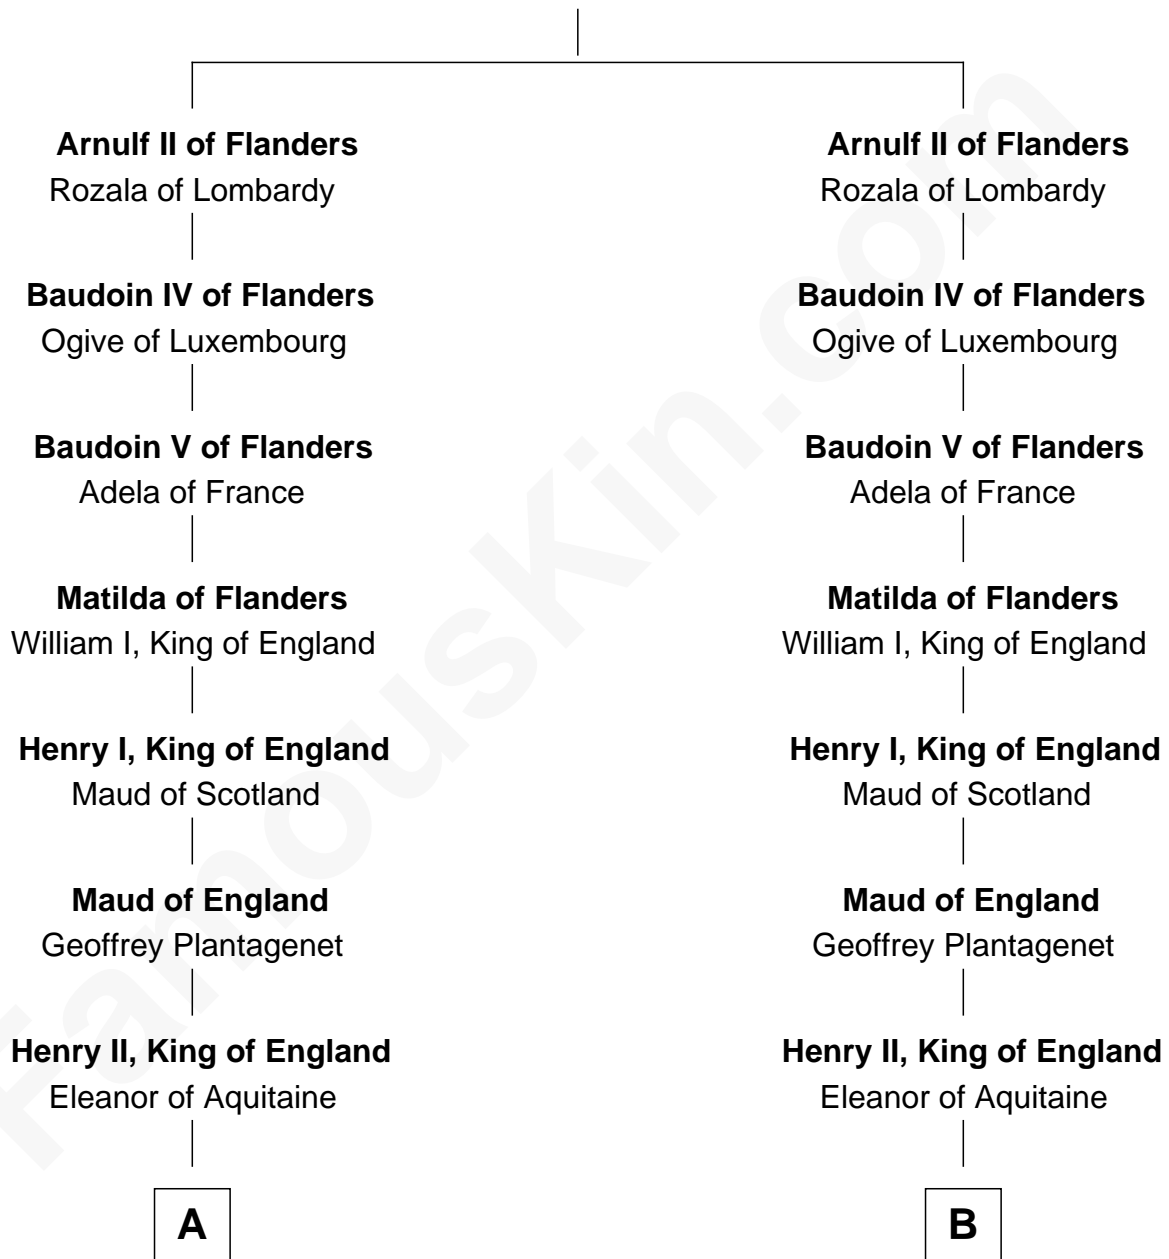 Arnulf II of Flanders
Rozala of Lombardy
Baudoin IV of Flanders
Ogive of Luxembourg
Baudoin V of Flanders
Adela of France
Matilda of Flanders
William I, King of England
Henry I, King of England
Maud of Scotland
Maud of England
Geoffrey Plantagenet
Henry II, King of England
Eleanor of Aquitaine
A
Arnulf II of Flanders
Rozala of Lombardy
Baudoin IV of Flanders
Ogive of Luxembourg
Baudoin V of Flanders
Adela of France
Matilda of Flanders
William I, King of England
Henry I, King of England
Maud of Scotland
Maud of England
Geoffrey Plantagenet
Henry II, King of England
Eleanor of Aquitaine
B
FamousKin.com